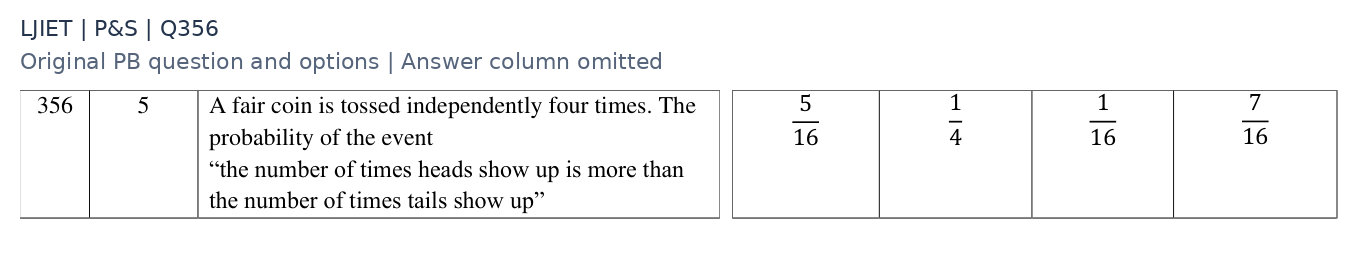 LJIET | P&S | Q356
Original PB question and options | Answer column omitted
356 5 A fair coin is tossed independently four times. The 5/16 1/4 1/16 7/16
probability of the event
“the number of times heads show up is more than
the number of times tails show up”